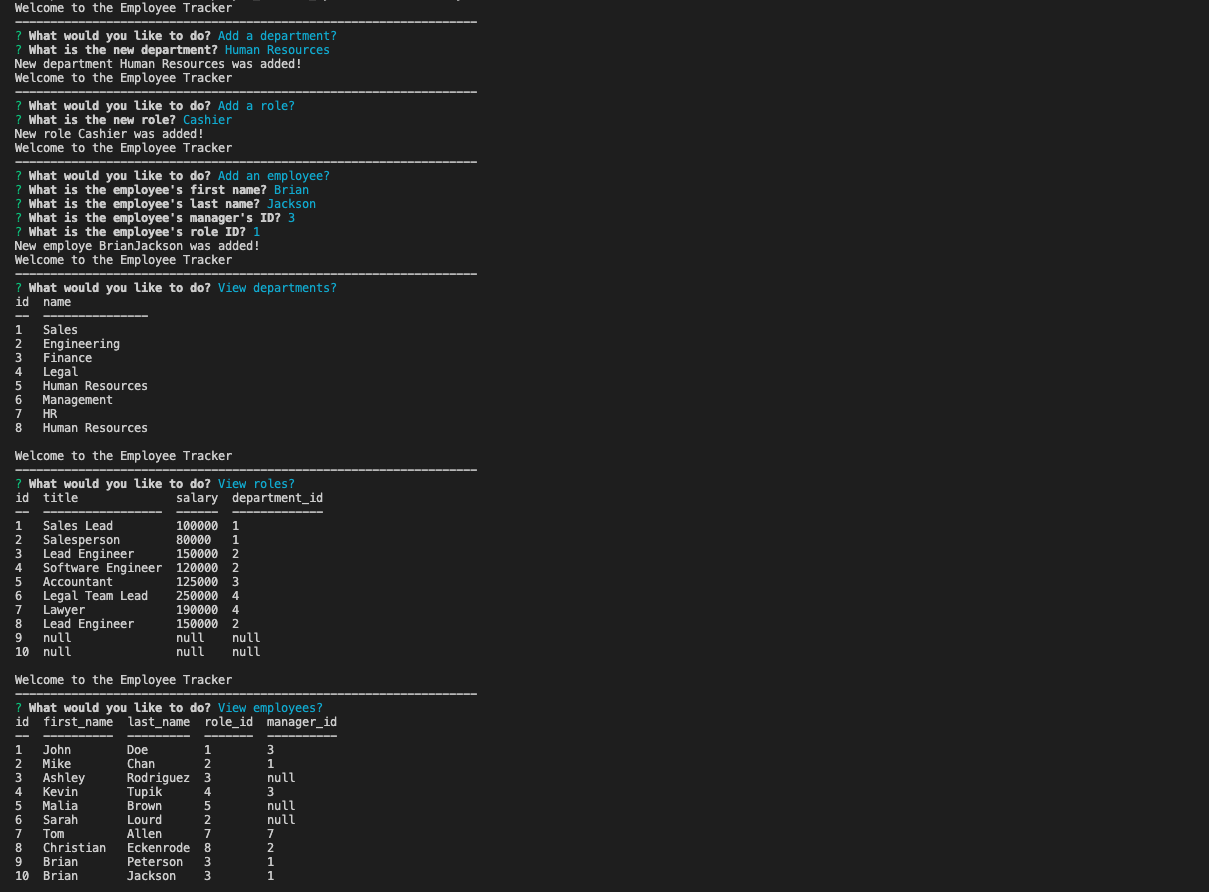 Welcome to the Employee Tracker
------------------------------------------------------------------
? What would you like to do? Add a department?
? What is the new department? Human Resources
New department Human Resources was added!
Welcome to the Employee Tracker
------------------------------------------------------------------
? What would you like to do? Add a role?
? What is the new role? Cashier
New role Cashier was added!
Welcome to the Employee Tracker
------------------------------------------------------------------
? What would you like to do? Add an employee?
? What is the employee's first name? Brian
? What is the employee's last name? Jackson
? What is the employee's manager's ID? 3
? What is the employee's role ID? 1
New employe BrianJackson was added!
Welcome to the Employee Tracker
------------------------------------------------------------------
? What would you like to do? View departments?
id  name
--  ---------------
1   Sales
2   Engineering
3   Finance
4   Legal
5   Human Resources
6   Management
7   HR
8   Human Resources
Welcome to the Employee Tracker
------------------------------------------------------------------
? What would you like to do? View roles?
id  title              salary  department_id
--  -----------------  ------  -------------
1   Sales Lead         100000  1
2   Salesperson        80000   1
3   Lead Engineer      150000  2
4   Software Engineer  120000  2
5   Accountant         125000  3
6   Legal Team Lead    250000  4
7   Lawyer             190000  4
8   Lead Engineer      150000  2
9   null               null    null
10  null               null    null
Welcome to the Employee Tracker
------------------------------------------------------------------
? What would you like to do? View employees?
id  first_name  last_name  role_id  manager_id
--  ----------  ---------  -------  ----------
1   John        Doe        1        3
2   Mike        Chan       2        1
3   Ashley      Rodriguez  3        null
4   Kevin       Tupik      4        3
5   Malia       Brown      5        null
6   Sarah       Lourd      2        null
7   Tom         Allen      7        7
8   Christian   Eckenrode  8        2
9   Brian       Peterson   3        1
10  Brian       Jackson    3        1